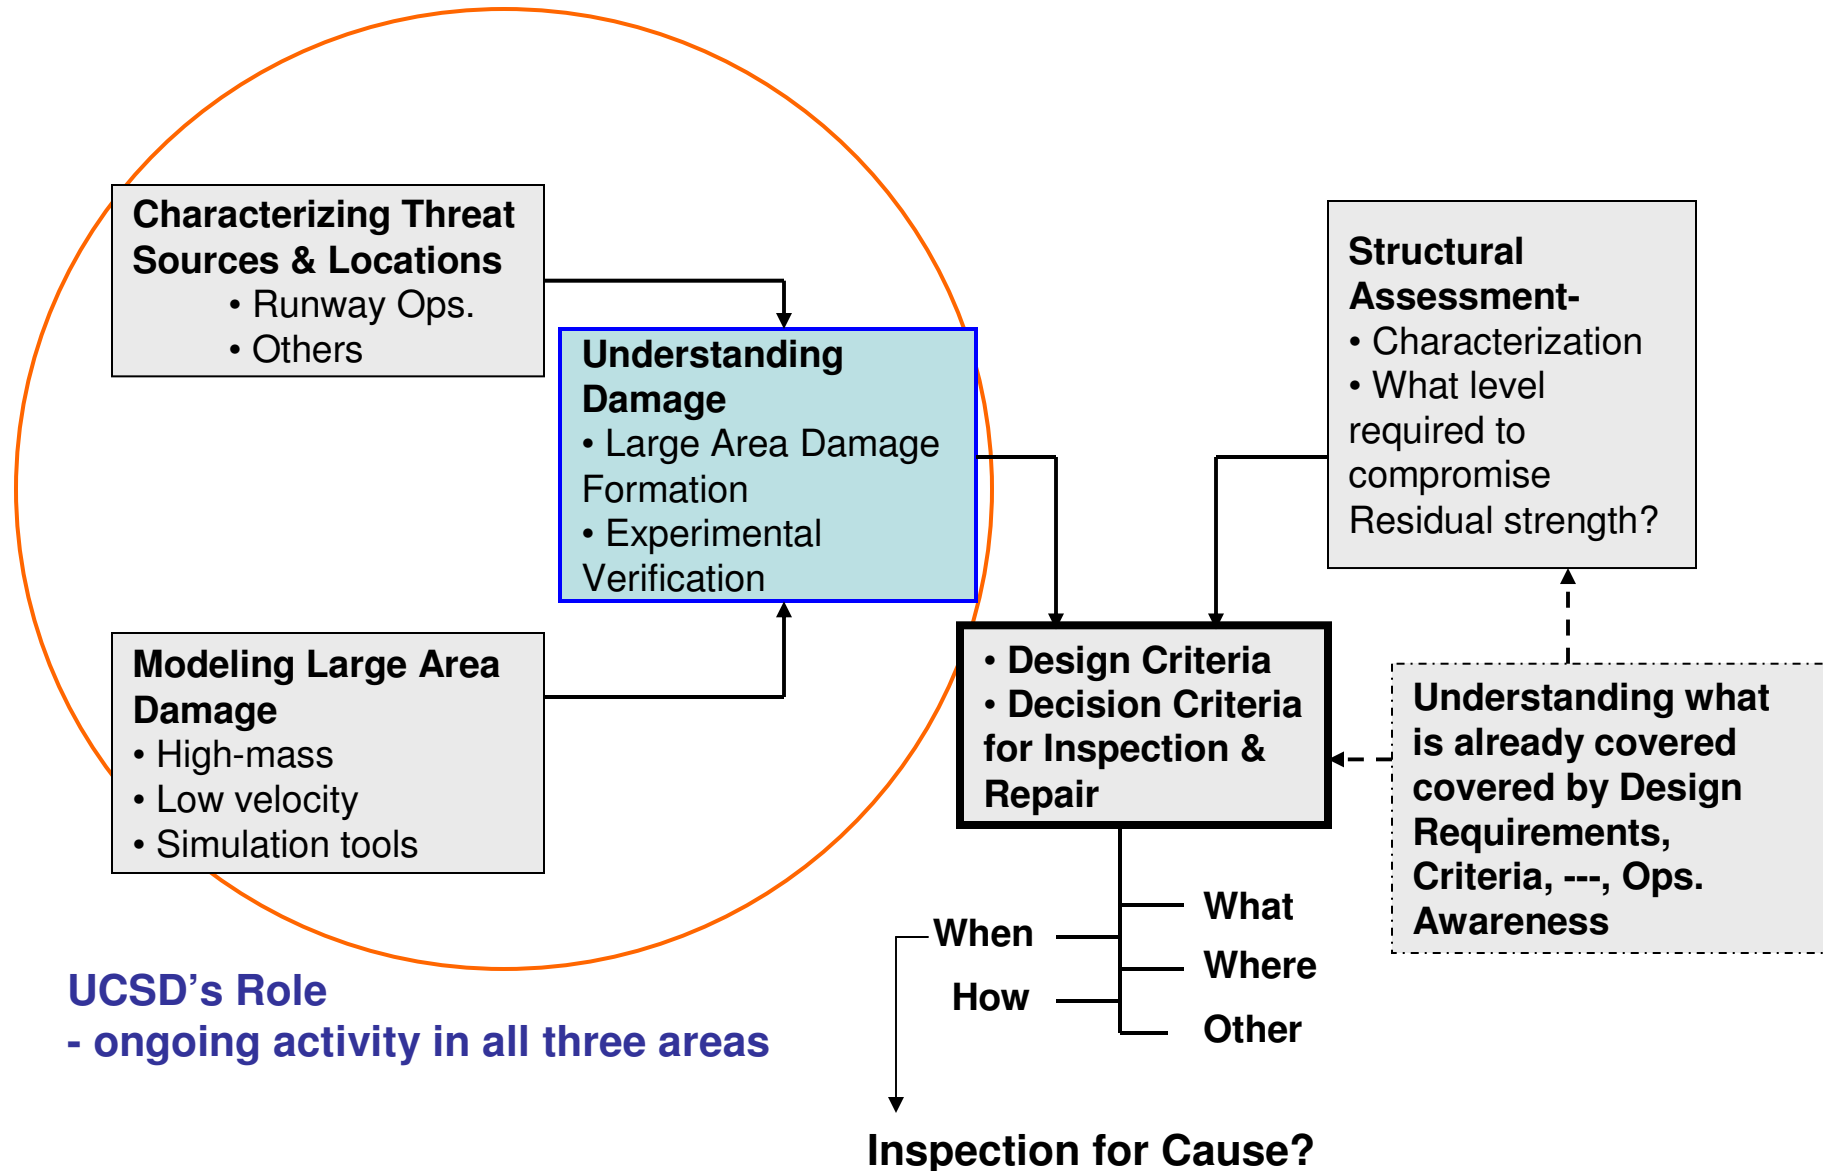 Characterizing Threat
Sources & Locations
• Runway Ops.
• Others
Understanding
Damage
• Large Area Damage
Formation
• Experimental
Verification
Modeling Large Area
Damage
• High-mass
• Low velocity
• Simulation tools
Structural
Assessment-
• Characterization
• What level
required to
compromise
Residual strength?
• Design Criteria
• Decision Criteria
for Inspection &
Repair
Understanding what
is already covered
covered by Design
Requirements,
Criteria, ---, Ops.
Awareness
What
When
Where
How
Other
UCSD’s Role
- ongoing activity in all three areas
Inspection for Cause?